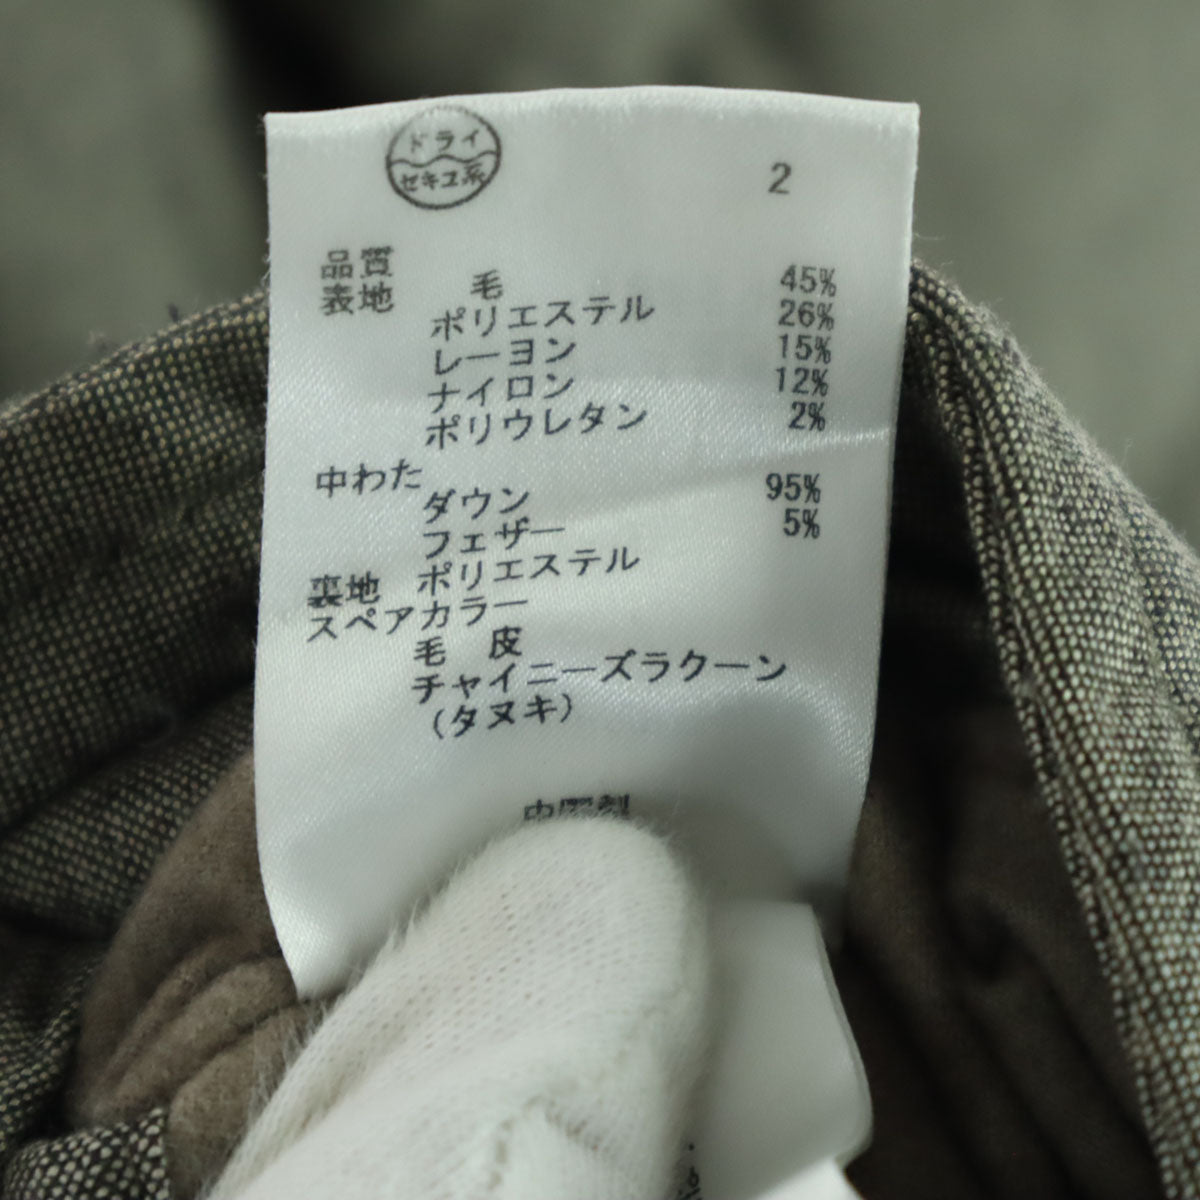 ドライ
セキユ系
2
品質
表地 毛 45%
ポリエステル 26%
レーヨン 15%
ナイロン 12%
ポリウレタン 2%
中わた
ダウン 95%
フェザー 5%
裏地 ポリエステル
スペアカラー
毛 皮
チャイニーズラクーン
(タヌキ)